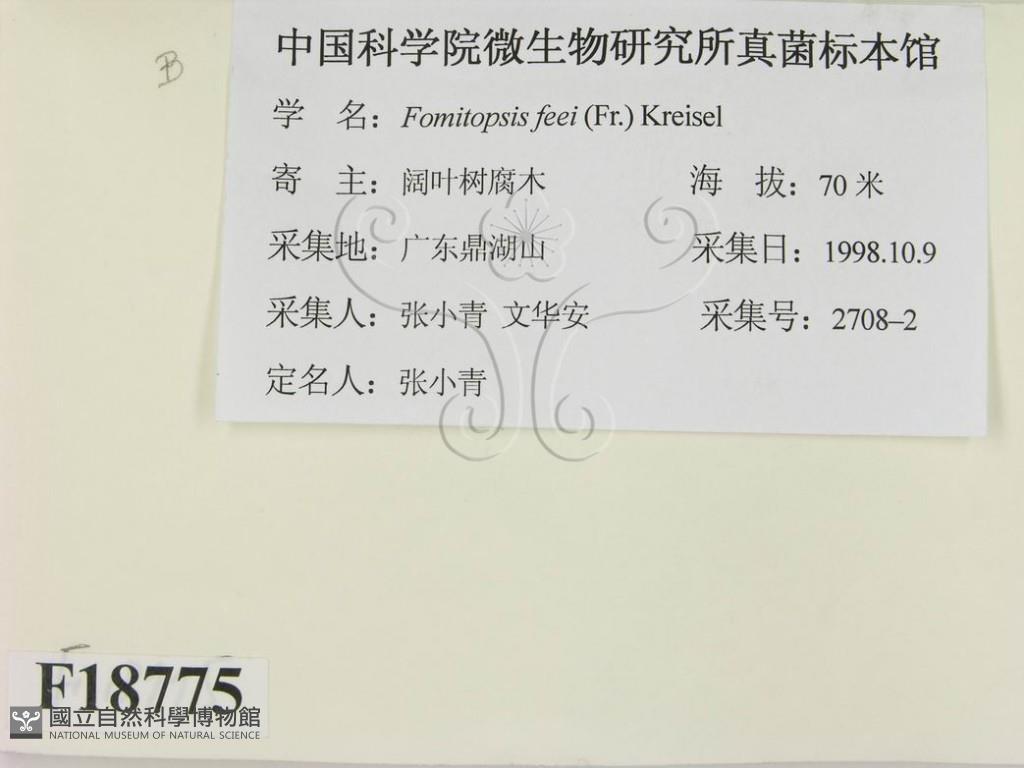 B
中国科学院微生物研究所真菌标本馆
学 名：Fomitopsis feei (Fr.) Kreisel
寄 主：阔叶树腐木 海 拔：70 米
采集地：广东鼎湖山 采集日：1998.10.9
采集人：张小青 文华安 采集号：2708–2
定名人：张小青
F18775
國立自然科學博物館
NATIONAL MUSEUM OF NATURAL SCIENCE